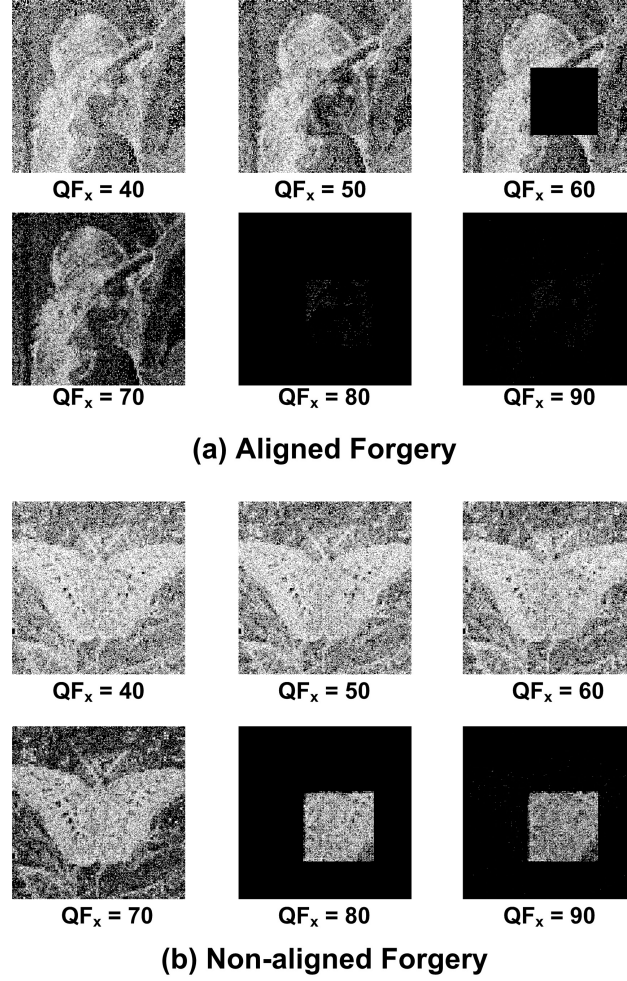 QFx = 40
QFx = 50
QFx = 60
QFx = 70
QFx = 80
QFx = 90
(a) Aligned Forgery
QFx = 40
QFx = 50
QFx = 60
QFx = 70
QFx = 80
QFx = 90
(b) Non-aligned Forgery